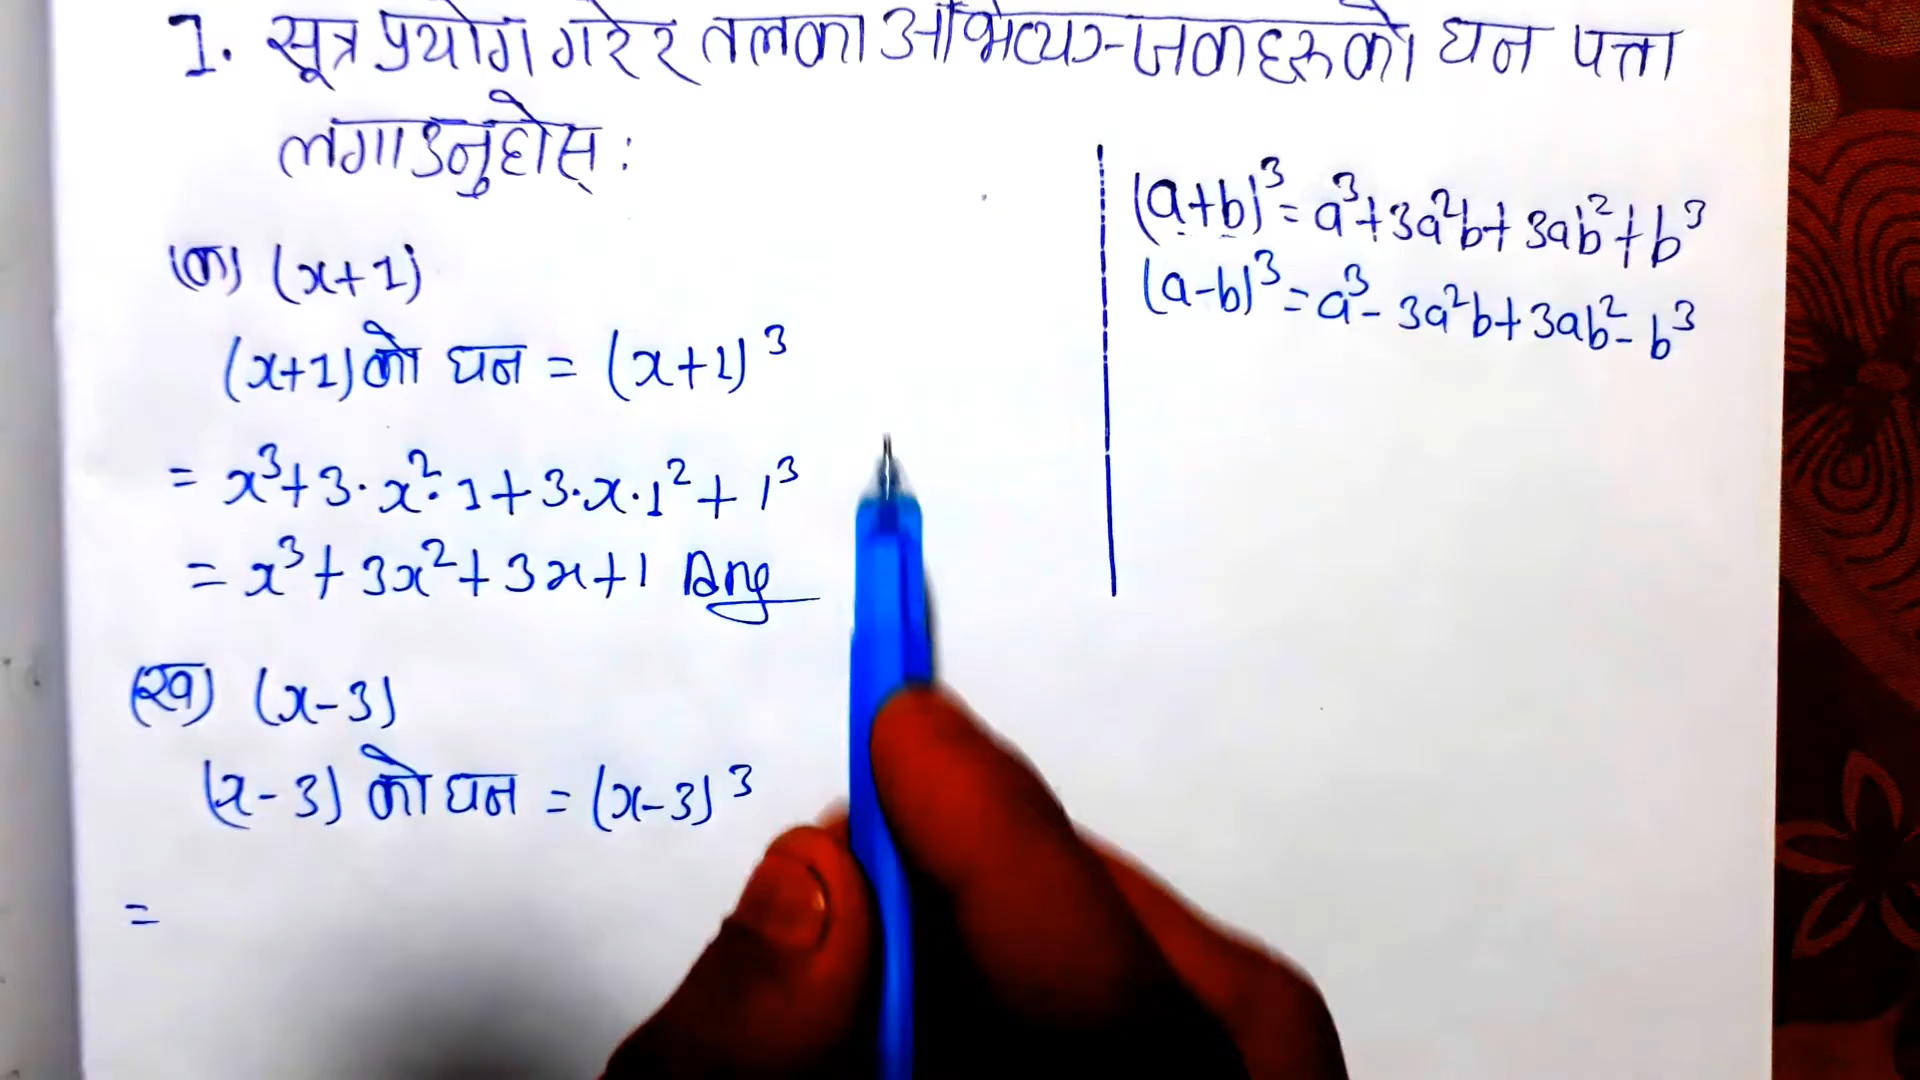 1. सूत्र प्रयोग गरेर तलका अभिव्यञ्जकहरुको घन पत्ता
लगाउनुहोस् :
(क) (x+1)
(x+1) को घन = (x+1)³
= x³+3·x²·1+3·x·1²+1³
= x³+3x²+3x+1 Ans
(ख) (x-3)
(x-3) को घन = (x-3)³
=
(a+b)³= a³+3a²b+3ab²+b³
(a-b)³= a³-3a²b+3ab²-b³